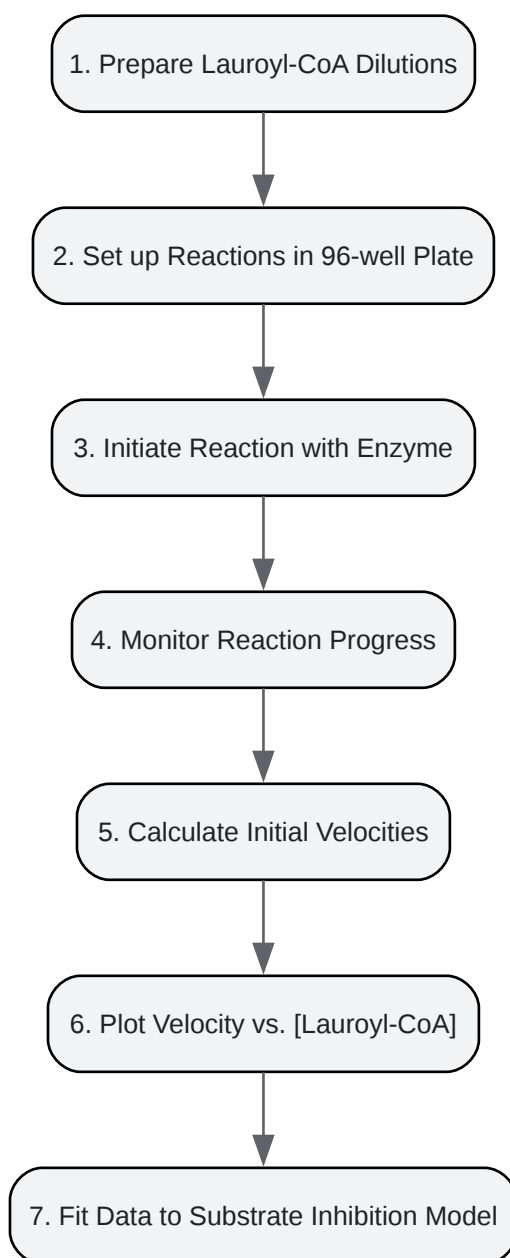 1. Prepare Lauroyl-CoA Dilutions
2. Set up Reactions in 96-well Plate
3. Initiate Reaction with Enzyme
4. Monitor Reaction Progress
5. Calculate Initial Velocities
6. Plot Velocity vs. [Lauroyl-CoA]
7. Fit Data to Substrate Inhibition Model